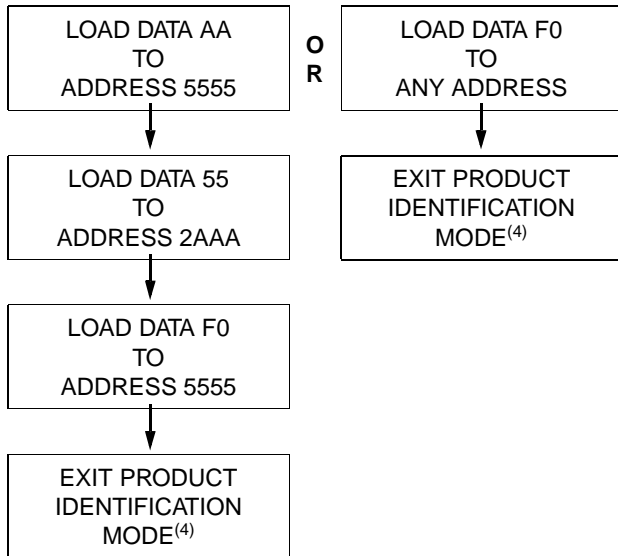 LOAD DATA AA
TO
ADDRESS 5555
LOAD DATA 55
TO
ADDRESS 2AAA
LOAD DATA F0
TO
ADDRESS 5555
EXIT PRODUCT
IDENTIFICATION
MODE(4)
O
R
LOAD DATA F0
TO
ANY ADDRESS
EXIT PRODUCT
IDENTIFICATION
MODE(4)